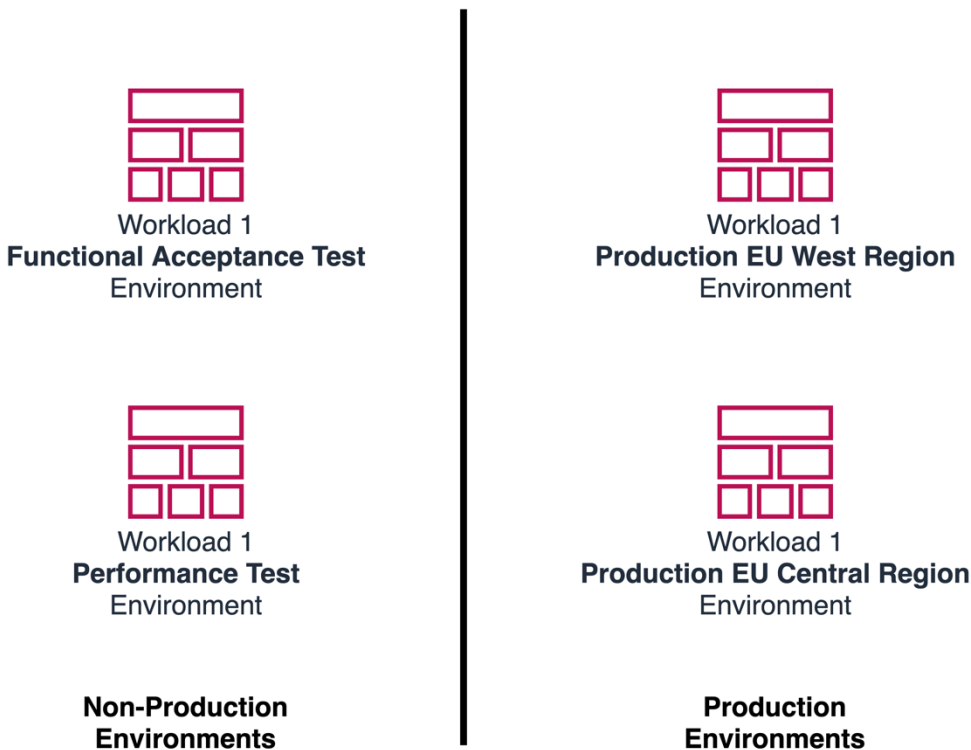 Workload 1
Functional Acceptance Test
Environment
Workload 1
Performance Test
Environment
Non-Production
Environments
Workload 1
Production EU West Region
Environment
Workload 1
Production EU Central Region
Environment
Production
Environments